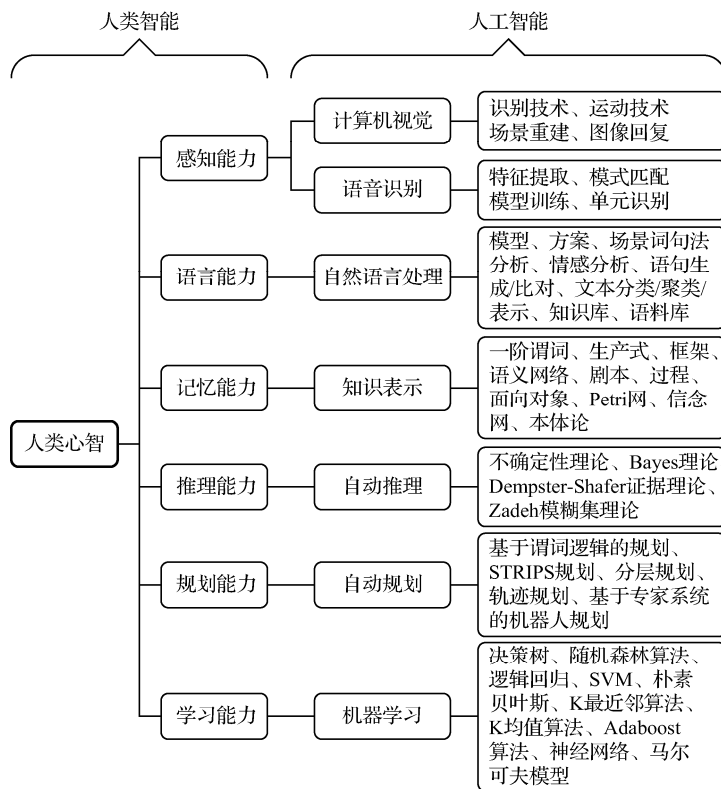 人类智能
人工智能
计算机视觉
识别技术、运动技术
场景重建、图像回复
感知能力
语音识别
特征提取、模式匹配
模型训练、单元识别
语言能力
自然语言处理
模型、方案、场景词句法
分析、情感分析、语句生
成/比对、文本分类/聚类/
表示、知识库、语料库
记忆能力
知识表示
一阶谓词、生产式、框架、
语义网络、剧本、过程、
面向对象、Petri网、信念
网、本体论
人类心智
推理能力
自动推理
不确定性理论、Bayes理论
Dempster-Shafer证据理论、
Zadeh模糊集理论
规划能力
自动规划
基于谓词逻辑的规划、
STRIPS规划、分层规划、
轨迹规划、基于专家系统
的机器人规划
学习能力
机器学习
决策树、随机森林算法、
逻辑回归、SVM、朴素
贝叶斯、K最近邻算法、
K均值算法、Adaboost
算法、神经网络、马尔
可夫模型